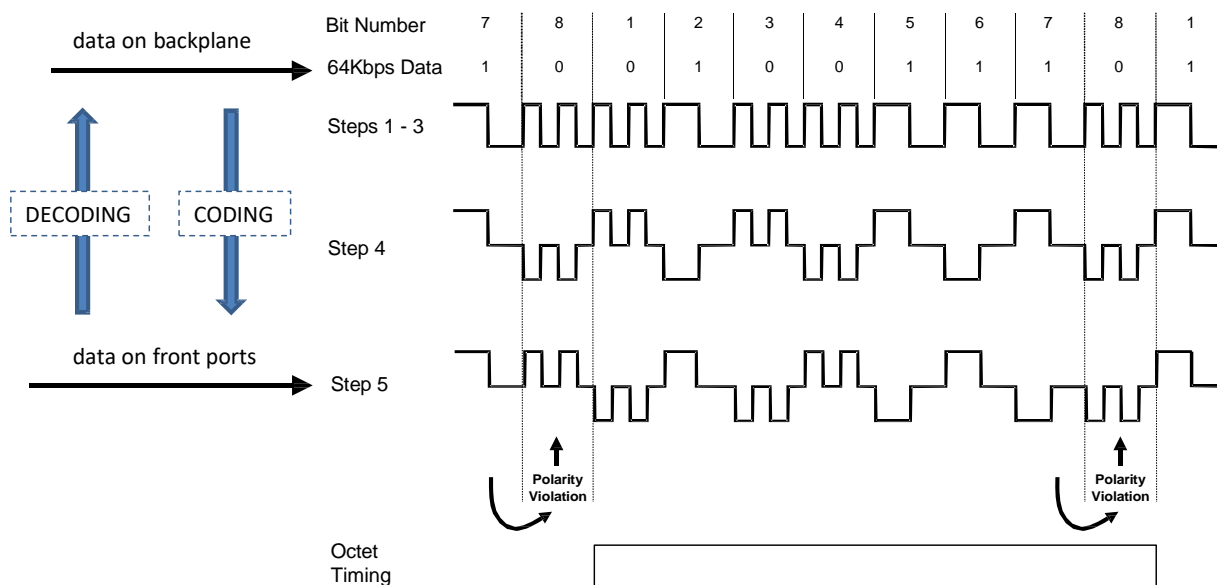 Bit Number 7 8 1 2 3 4 5 6 7 8 1
data on backplane
64Kbps Data 1 0 0 1 0 0 1 1 1 0 1
Steps 1 - 3
DECODING CODING
Step 4
data on front ports
Step 5
Polarity
Violation
Polarity
Violation
Octet
Timing